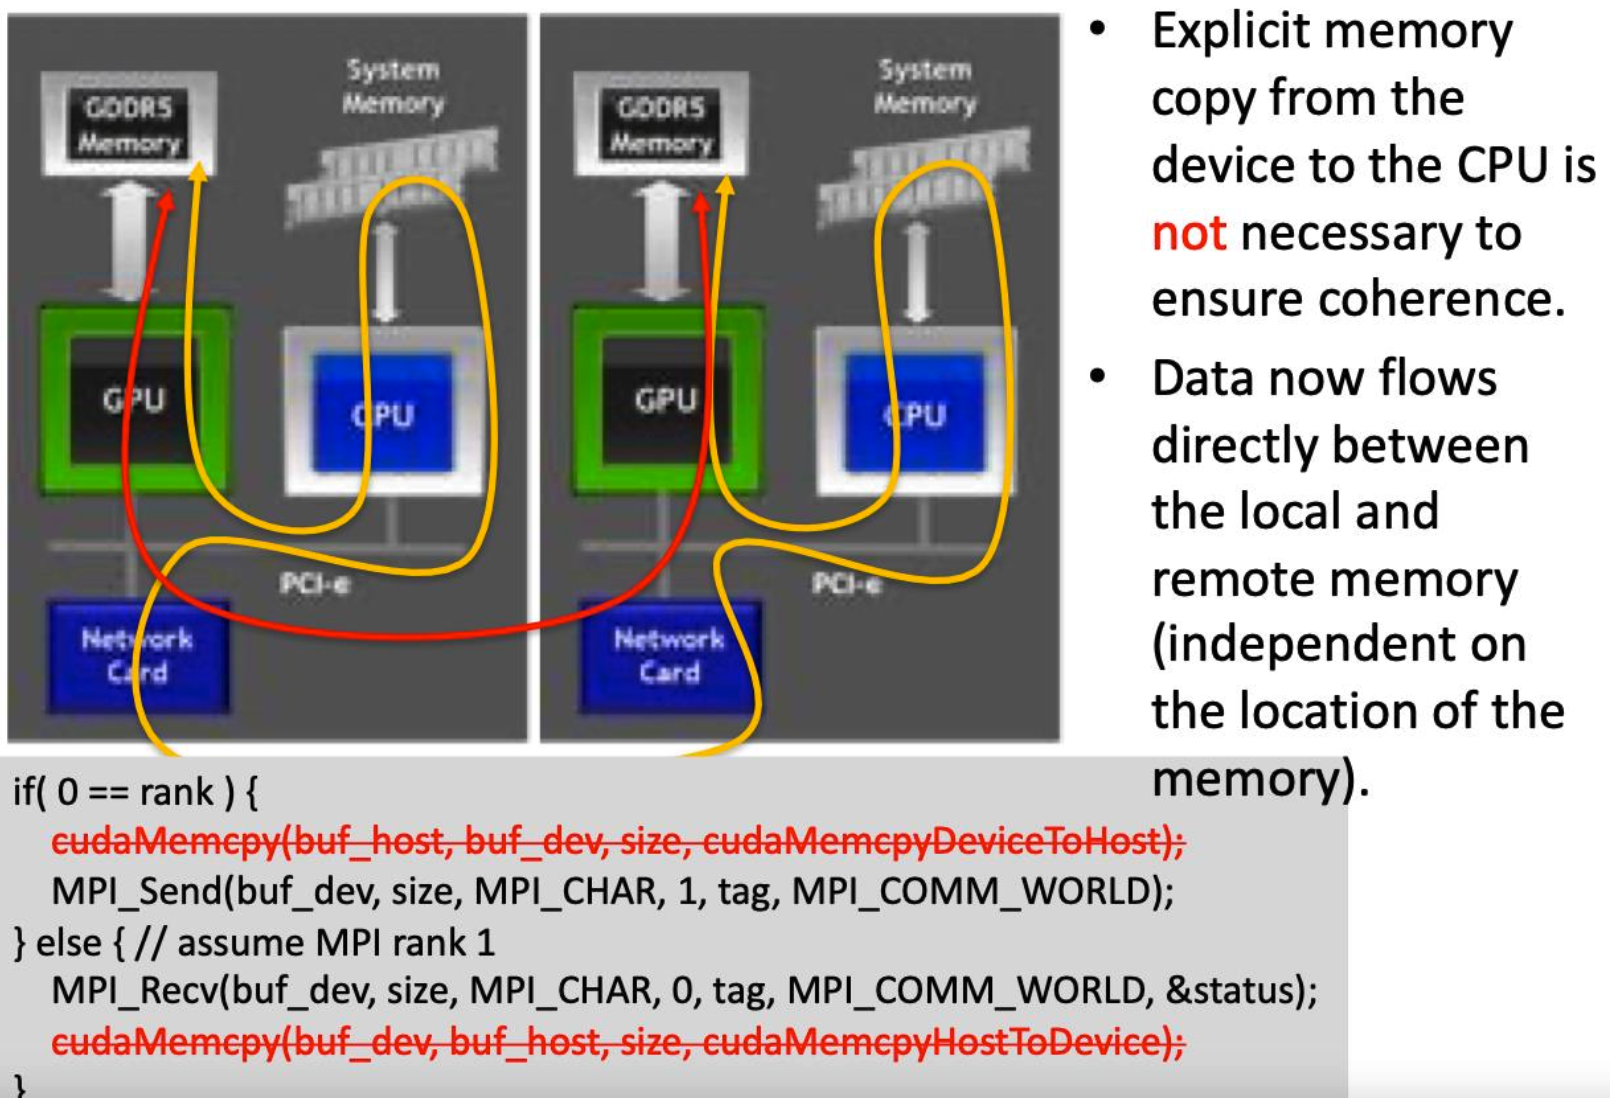 System
Memory
GDDR5
Memory
GPU
CPU
PCI-e
Network
Card
System
Memory
GDDR5
Memory
GPU
CPU
PCI-e
Network
Card
• Explicit memory
copy from the
device to the CPU is
not necessary to
ensure coherence.
• Data now flows
directly between
the local and
remote memory
(independent on
the location of the
memory).
if( 0 == rank ) {
cudaMemcpy(buf_host, buf_dev, size, cudaMemcpyDeviceToHost);
MPI_Send(buf_dev, size, MPI_CHAR, 1, tag, MPI_COMM_WORLD);
} else { // assume MPI rank 1
MPI_Recv(buf_dev, size, MPI_CHAR, 0, tag, MPI_COMM_WORLD, &status);
cudaMemcpy(buf_dev, buf_host, size, cudaMemcpyHostToDevice);
}